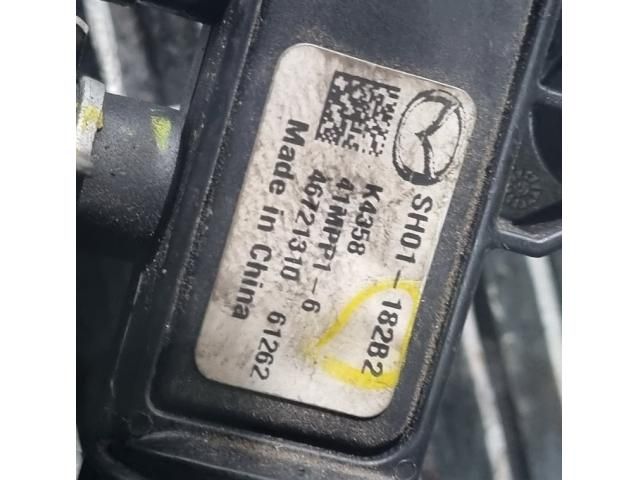 SH01-182B2
K4358
41MPP1-6
46721310 61262
Made in China